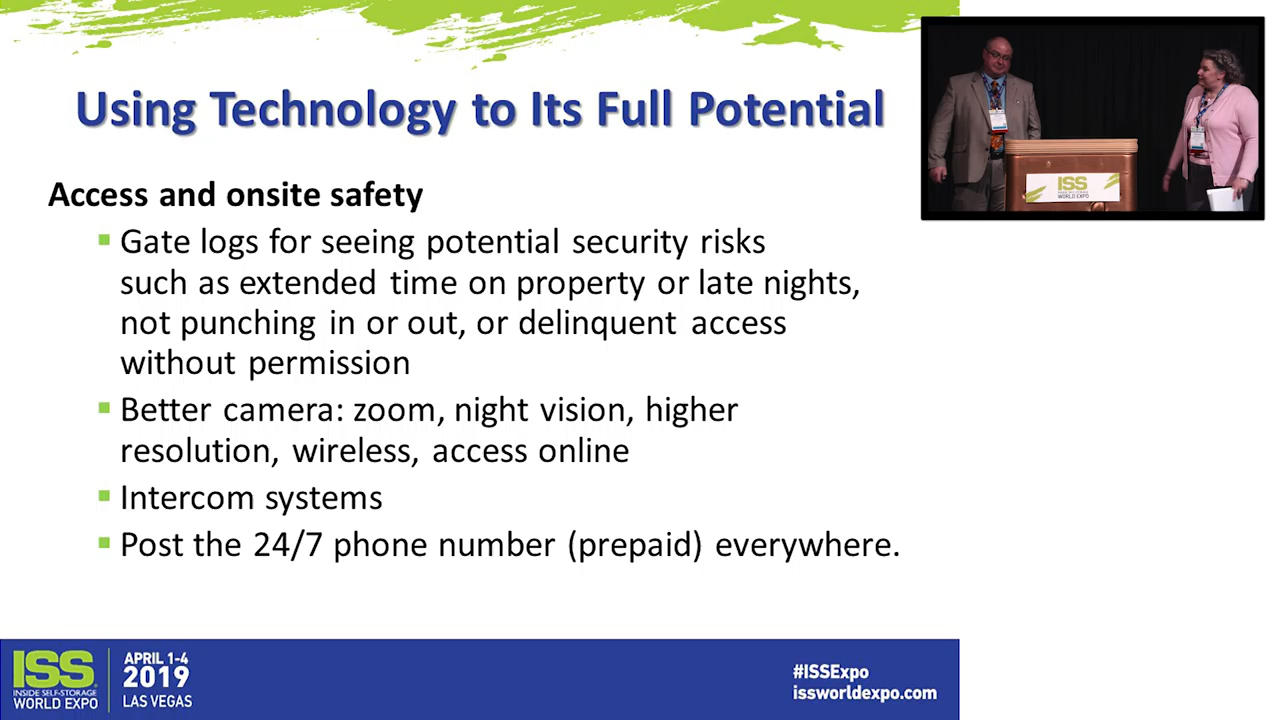 Using Technology to Its Full Potential
Access and onsite safety
Gate logs for seeing potential security risks
such as extended time on property or late nights,
not punching in or out, or delinquent access
without permission
Better camera: zoom, night vision, higher
resolution, wireless, access online
Intercom systems
Post the 24/7 phone number (prepaid) everywhere.
ISS
WORLD EXPO
ISS
INSIDE SELF-STORAGE
WORLD EXPO
APRIL 1-4
2019
LAS VEGAS
#ISSExpo
issworldexpo.com